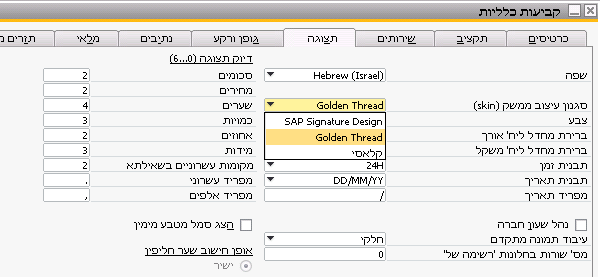 קביעות כלליות
כרטיסים
תקציב
שירותים
תצוגה
גופן ורקע
נתיבים
מלאי
תזרים מ
שפה
Hebrew (Israel)
סגנון עיצוב ממשק (skin)
Golden Thread
צבע
SAP Signature Design
Golden Thread
קלאסי
ברירת מחדל ליח' אורך
ברירת מחדל ליח' משקל
תבנית זמן
24H
תבנית תאריך
DD/MM/YY
מפריד תאריך
/
נהל שעון חברה
עיבוד תמונה מתקדם
חלקי
מס' שורות בחלונות 'רשימה של'
0
דיוק תצוגה (0...6)
סכומים
2
מחירים
2
שערים
4
כמויות
3
אחוזים
2
מידות
3
מקומות עשרוניים בשאילתא
2
מפריד עשרוני
.
מפריד אלפים
,
הצג סמל מטבע מימין
אופן חישוב שער חליפין
ישיר